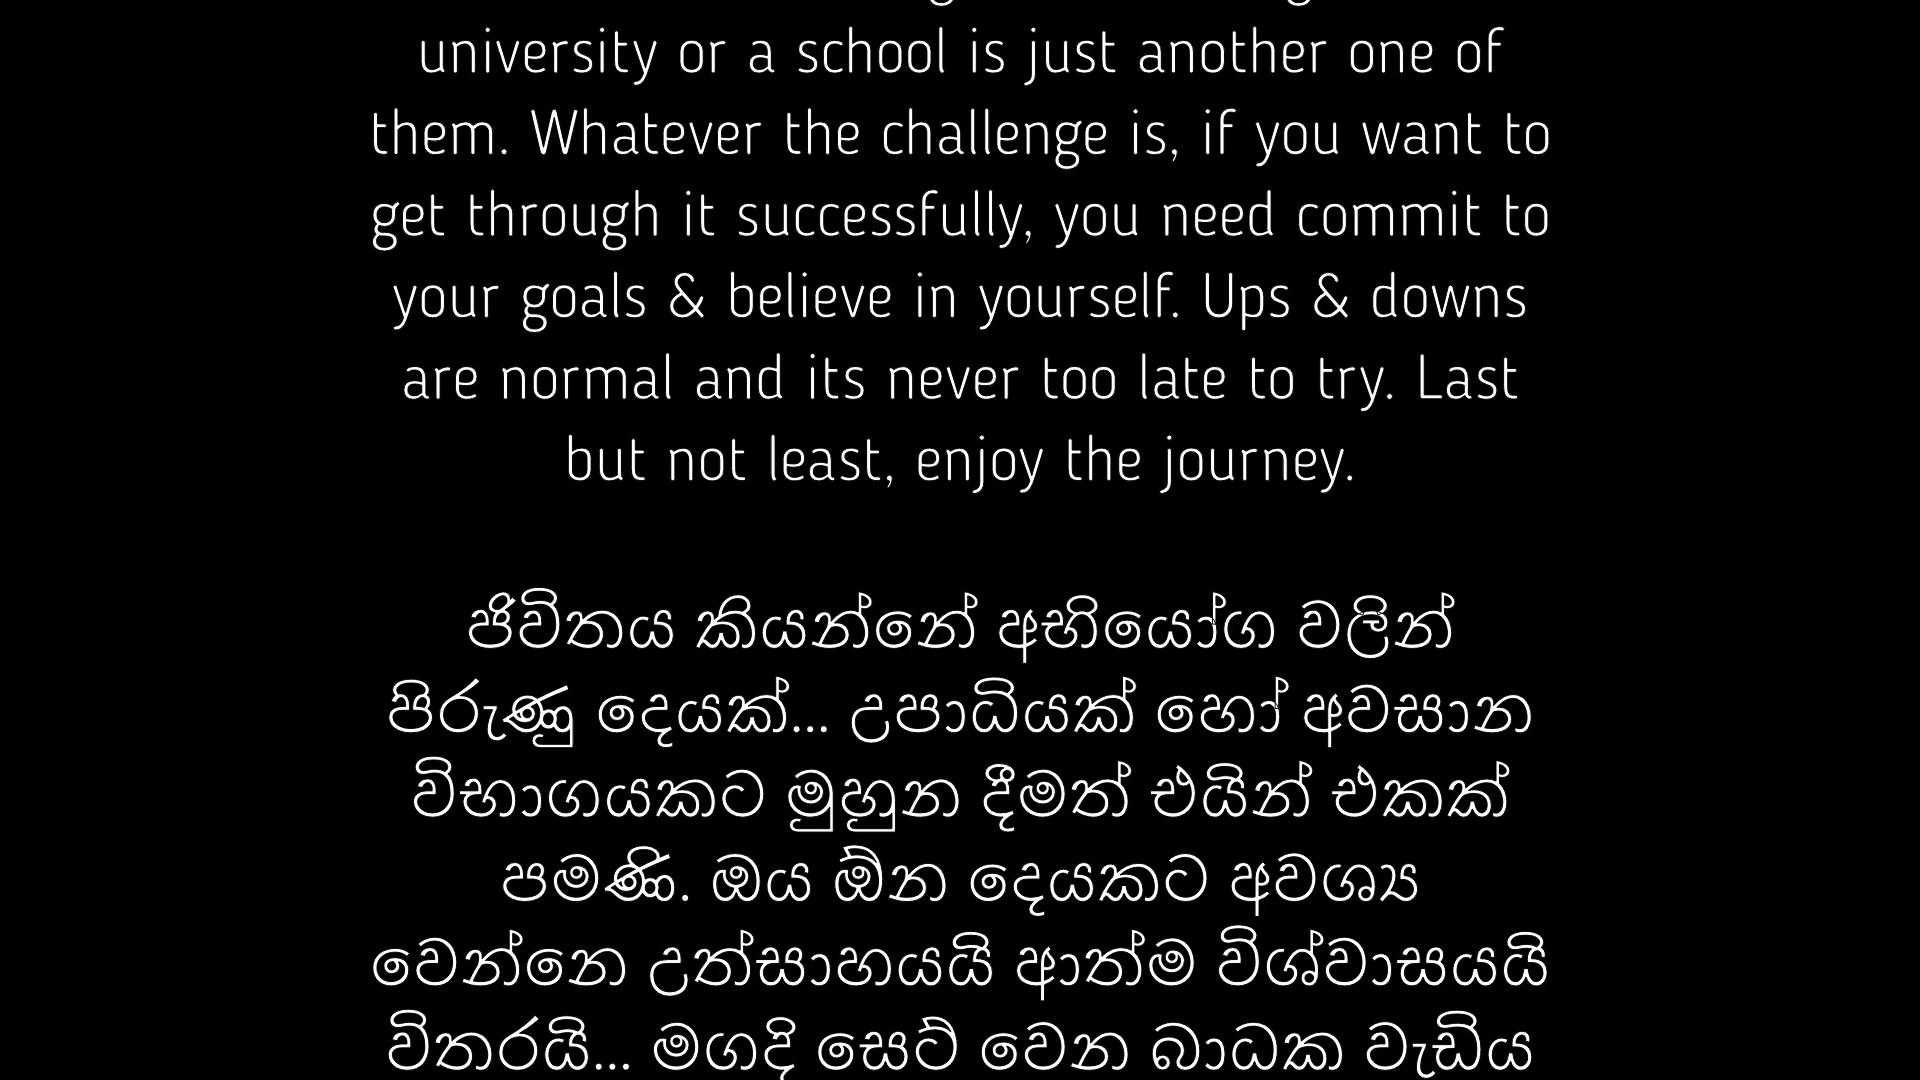 university or a school is just another one of
them. Whatever the challenge is, if you want to
get through it successfully, you need commit to
your goals & believe in yourself. Ups & downs
are normal and its never too late to try. Last
but not least, enjoy the journey.
ජිවිතය කියන්නේ අභියෝග වලින්
පිරුණු දෙයක්... උපාධියක් හෝ අවසාන
විභාගයකට මුහුන දීමත් එයින් එකක්
පමණි. ඔය ඕන දෙයකට අවශ්‍ය
වෙන්නෙ උත්සාහයයි ආත්ම විශ්වාසයයි
විතරයි... මගදි සෙට් වෙන බාධක වැඩිය